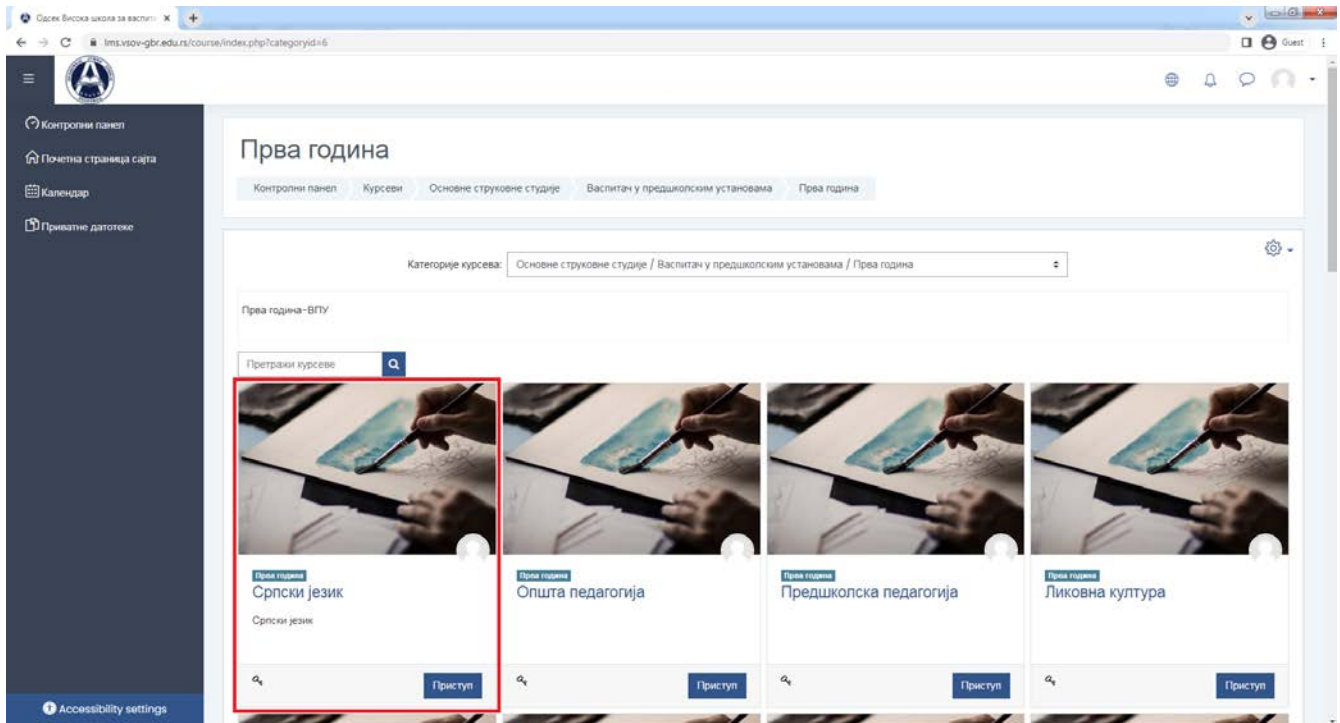 Одсек Висока школа за васпита
lms.vsov-gbr.edu.rs/course/index.php?categoryid=6
Guest
Контролни панел
Почетна страница сајта
Календар
Приватне датотеке
Accessibility settings
Прва година
Контролни панел Курсеви Основне струковне студије Васпитач у предшколским установама Прва година
Категорије курсева: Основне струковне студије / Васпитач у предшколским установама / Прва година
Прва година-ВПУ
Претражи курсеве
Прва година
Српски језик
Српски језик
Приступ
Прва година
Општа педагогија
Приступ
Прва година
Предшколска педагогија
Приступ
Прва година
Ликовна култура
Приступ